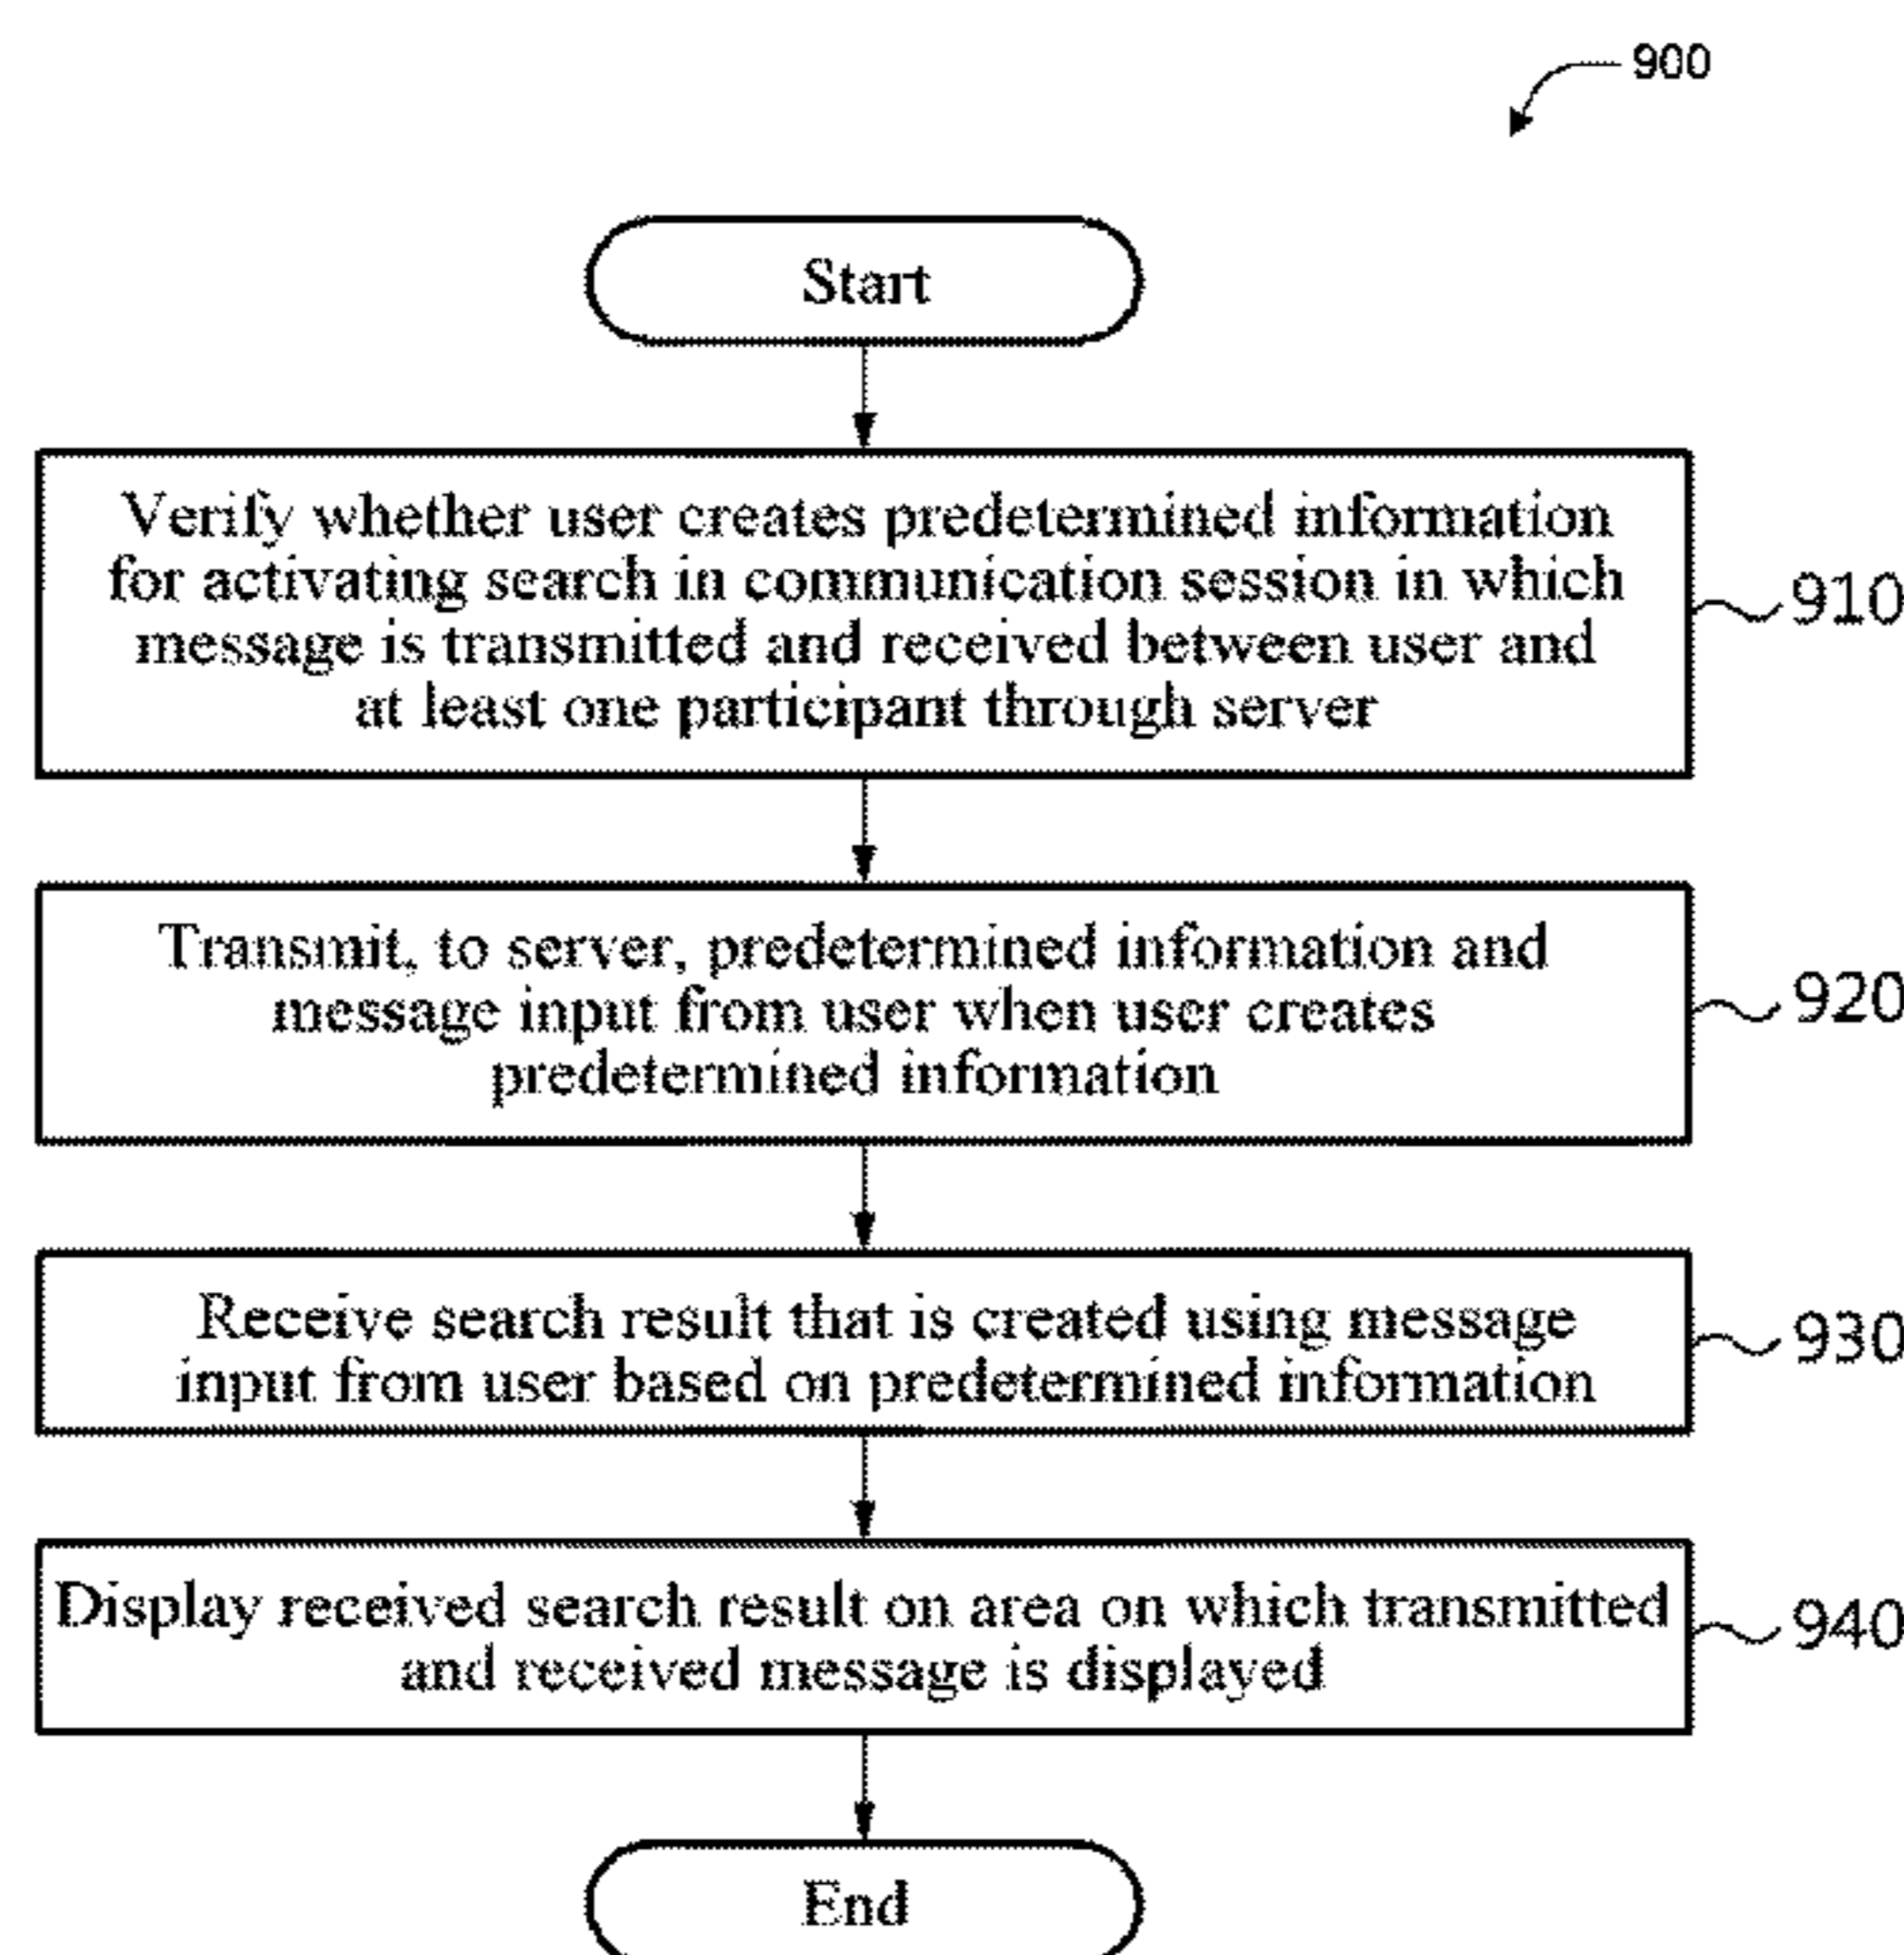 900
Start
Verify whether user creates predetermined information
for activating search in communication session in which
message is transmitted and received between user and
at least one participant through server
910
Transmit, to server, predetermined information and
message input from user when user creates
predetermined information
920
Receive search result that is created using message
input from user based on predetermined information
930
Display received search result on area on which transmitted
and received message is displayed
940
End